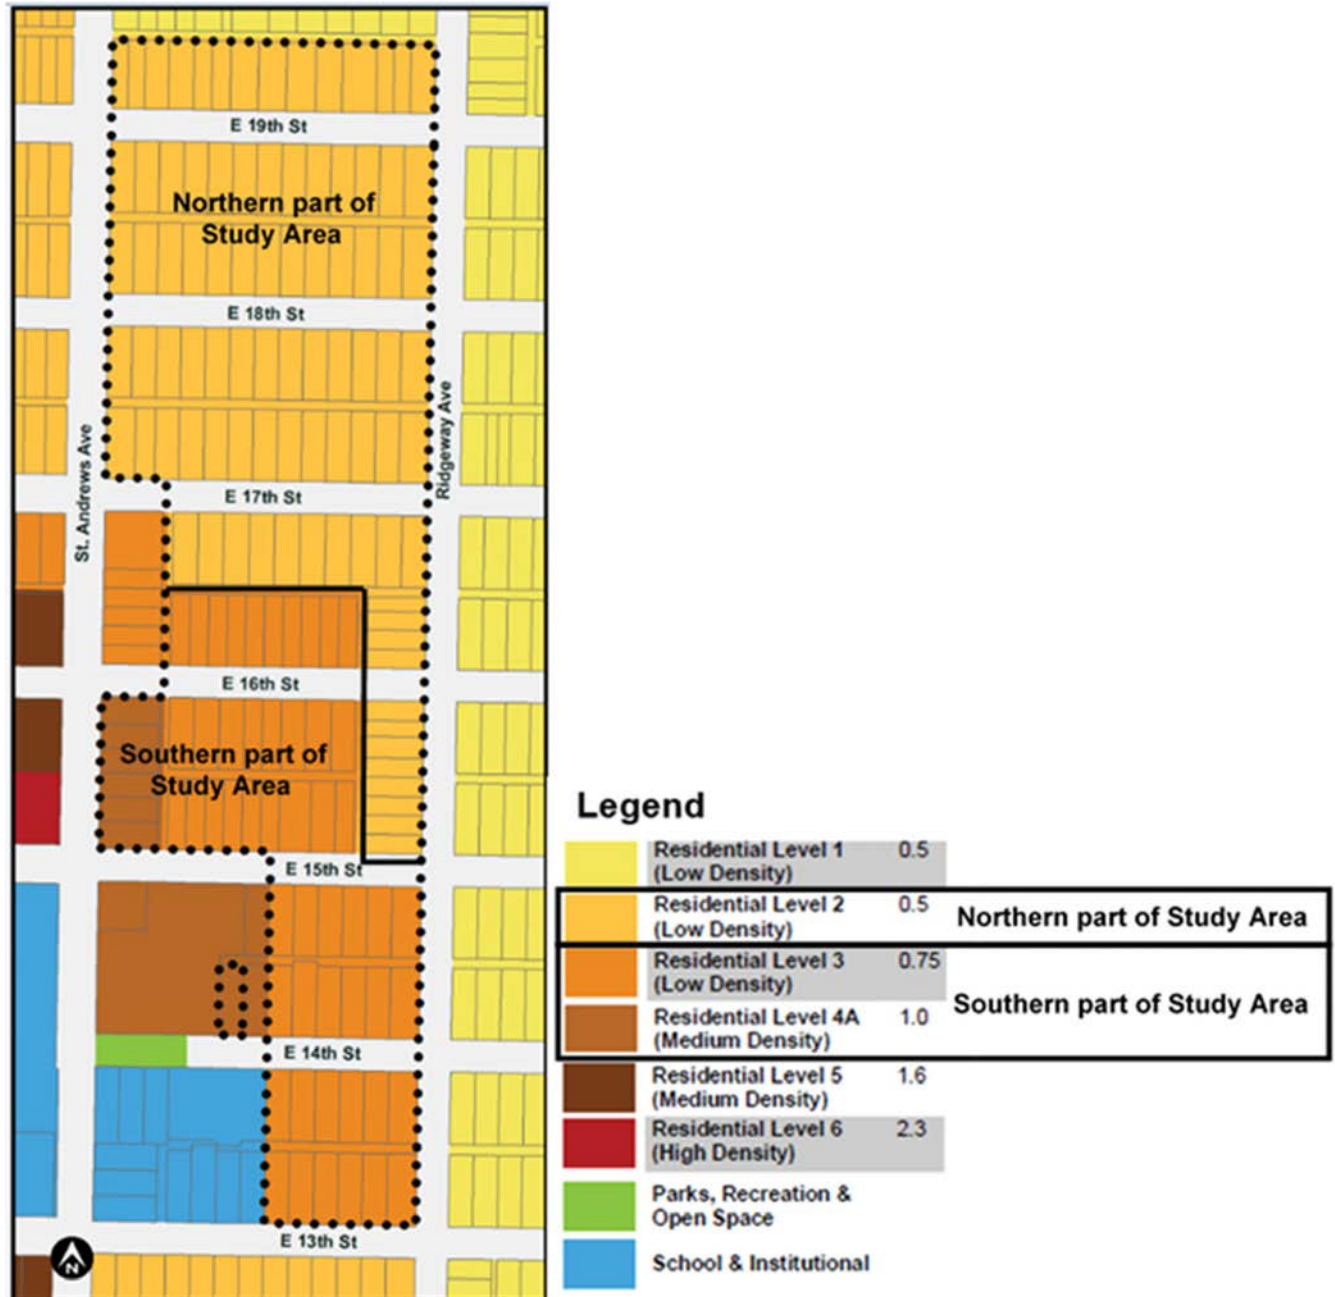 E 19th St
Northern part of
Study Area
E 18th St
St. Andrews Ave
Ridgeway Ave
E 17th St
E 16th St
Southern part of
Study Area
E 15th St
E 14th St
E 13th St
N
Legend
Residential Level 1 0.5
(Low Density)
Residential Level 2 0.5
(Low Density)
Northern part of Study Area
Residential Level 3 0.75
(Low Density)
Southern part of Study Area
Residential Level 4A 1.0
(Medium Density)
Residential Level 5 1.6
(Medium Density)
Residential Level 6 2.3
(High Density)
Parks, Recreation &
Open Space
School & Institutional